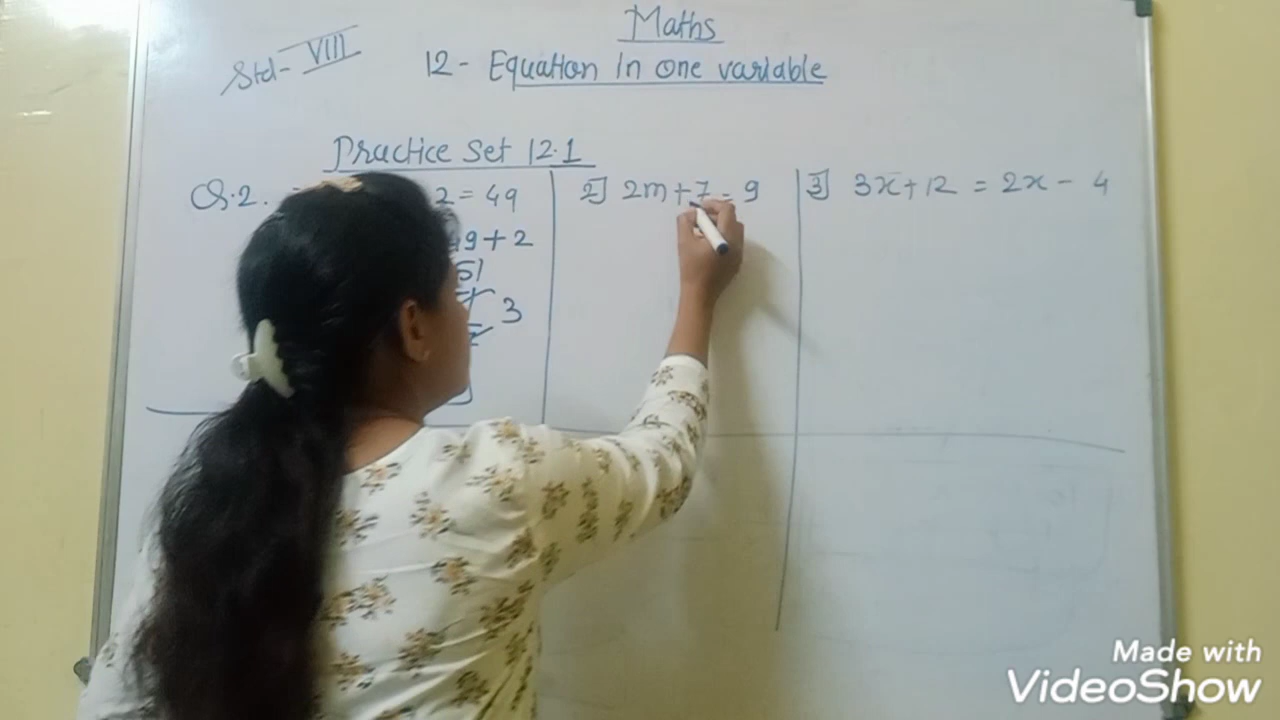 Maths
Std- VIII
12- Equation in one variable
Practice Set 12.1
Q.2.
2 = 49
49 + 2
51
3
2] 2m + 7 = 9
3] 3x + 12 = 2x - 4
Made with
VideoShow